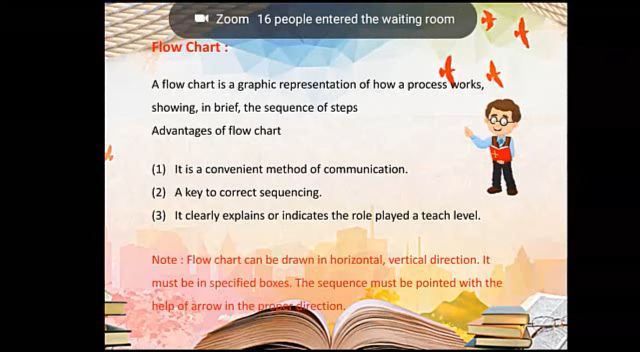 Zoom 16 people entered the waiting room
Flow Chart :
A flow chart is a graphic representation of how a process works,
showing, in brief, the sequence of steps
Advantages of flow chart
(1) It is a convenient method of communication.
(2) A key to correct sequencing.
(3) It clearly explains or indicates the role played a teach level.
Note : Flow chart can be drawn in horizontal, vertical direction. It
must be in specified boxes. The sequence must be pointed with the
help of arrow in the proper direction.